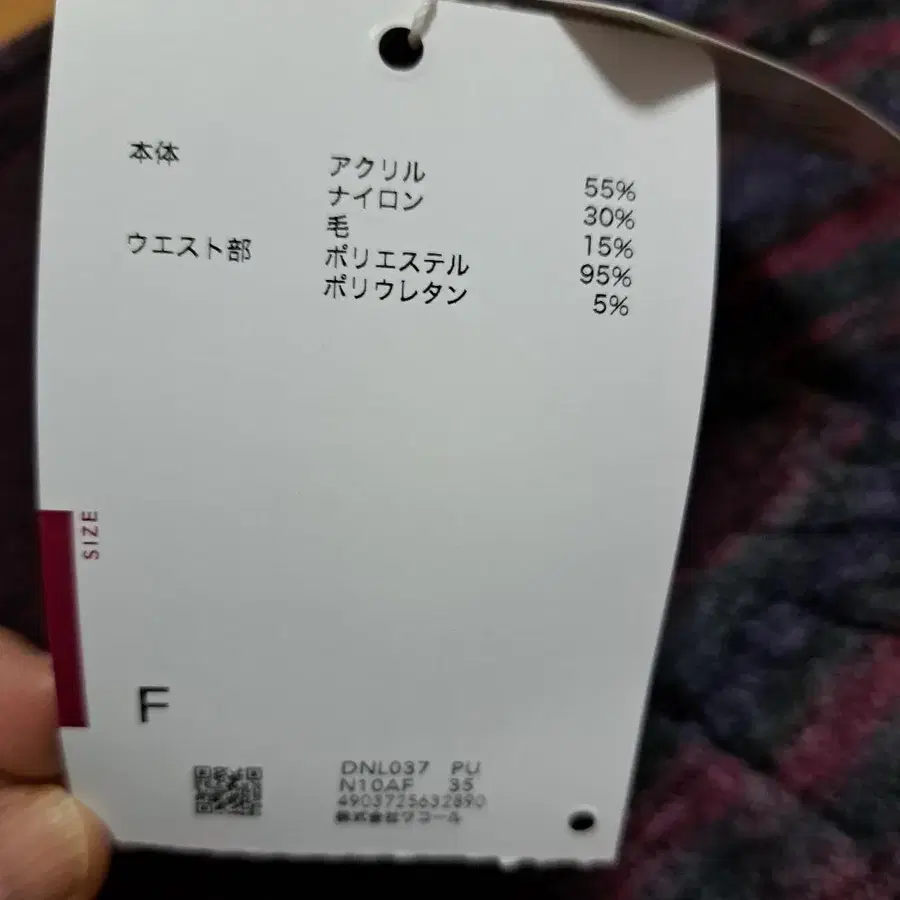 本体 アクリル 55%
ナイロン 30%
毛 15%
ウエスト部 ポリエステル 95%
ポリウレタン 5%
SIZE
F
DNL037 PU
N10AF 35
4903725632890
株式会社ワコール